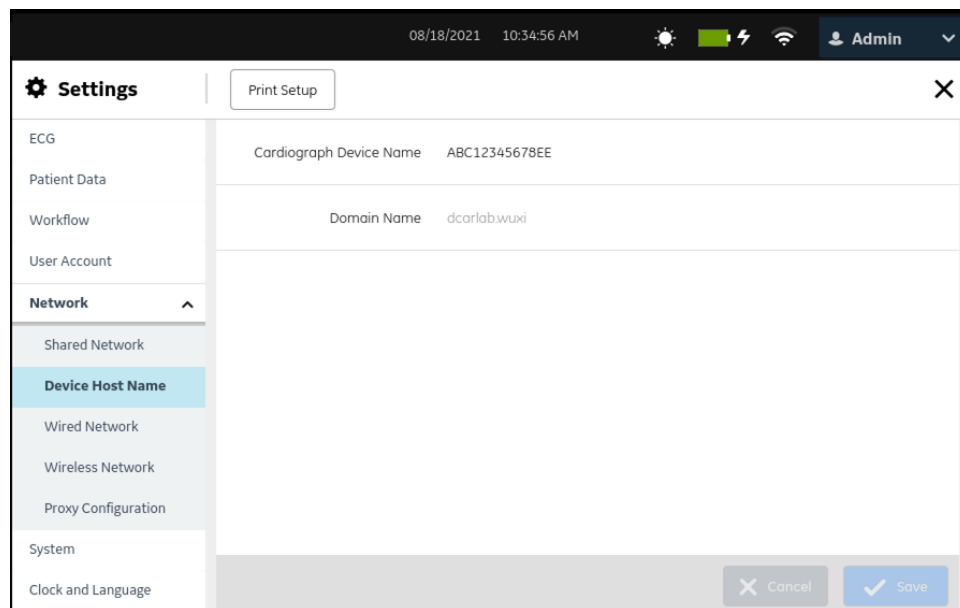 08/18/2021 10:34:56 AM Admin
Settings
Print Setup
ECG
Patient Data
Workflow
User Account
Network
Shared Network
Device Host Name
Wired Network
Wireless Network
Proxy Configuration
System
Clock and Language
Cardiograph Device Name ABC12345678EE
Domain Name dcarlab.wuxi
Cancel Save